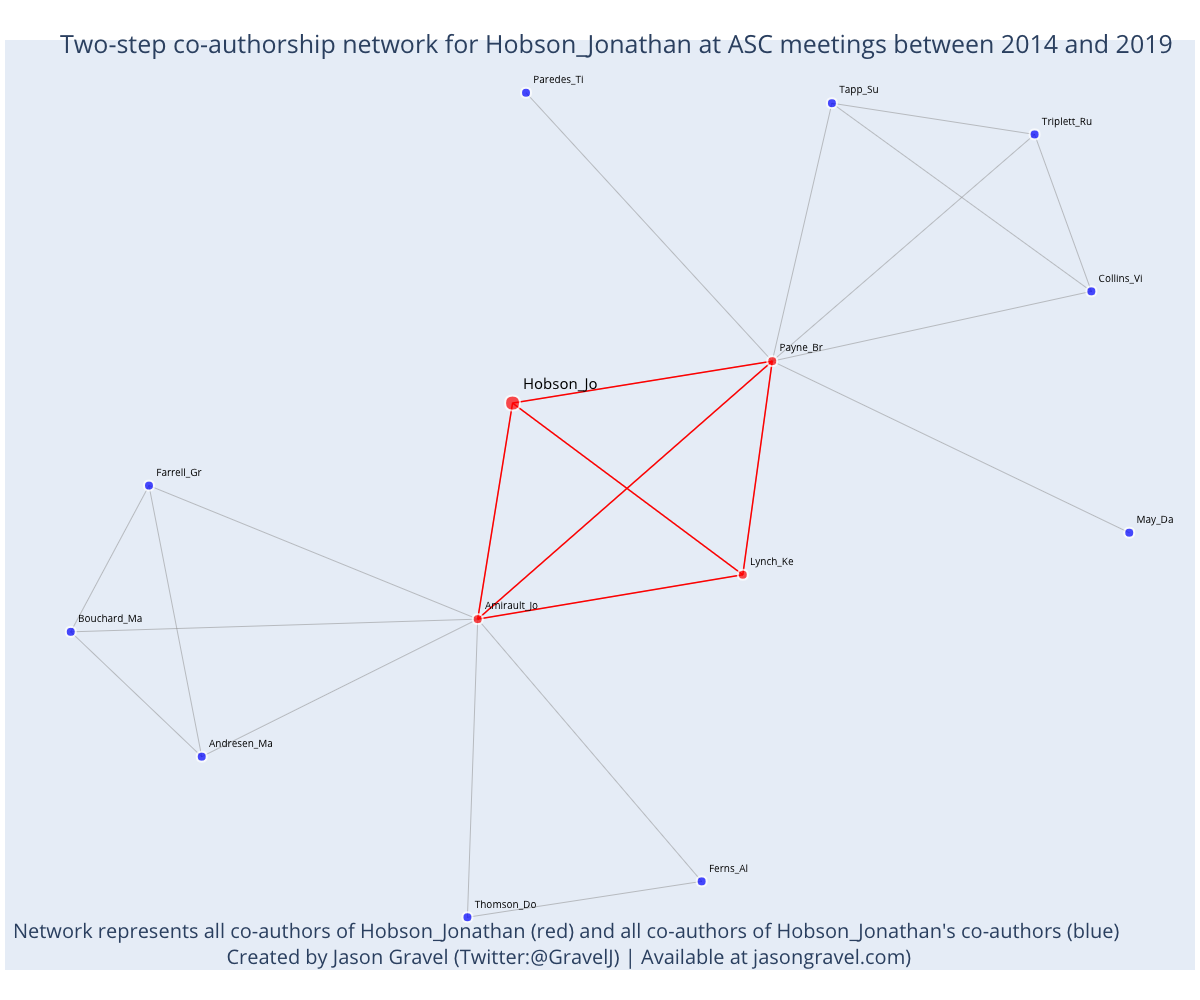 Two-step co-authorship network for Hobson_Jonathan at ASC meetings between 2014 and 2019
Paredes_Ti
Tapp_Su
Triplett_Ru
Collins_Vi
Payne_Br
Hobson_Jo
Farrell_Gr
May_Da
Lynch_Ke
Amirault_Jo
Bouchard_Ma
Andresen_Ma
Ferns_Al
Thomson_Do
Network represents all co-authors of Hobson_Jonathan (red) and all co-authors of Hobson_Jonathan's co-authors (blue)
Created by Jason Gravel (Twitter:@GravelJ) | Available at jasongravel.com)